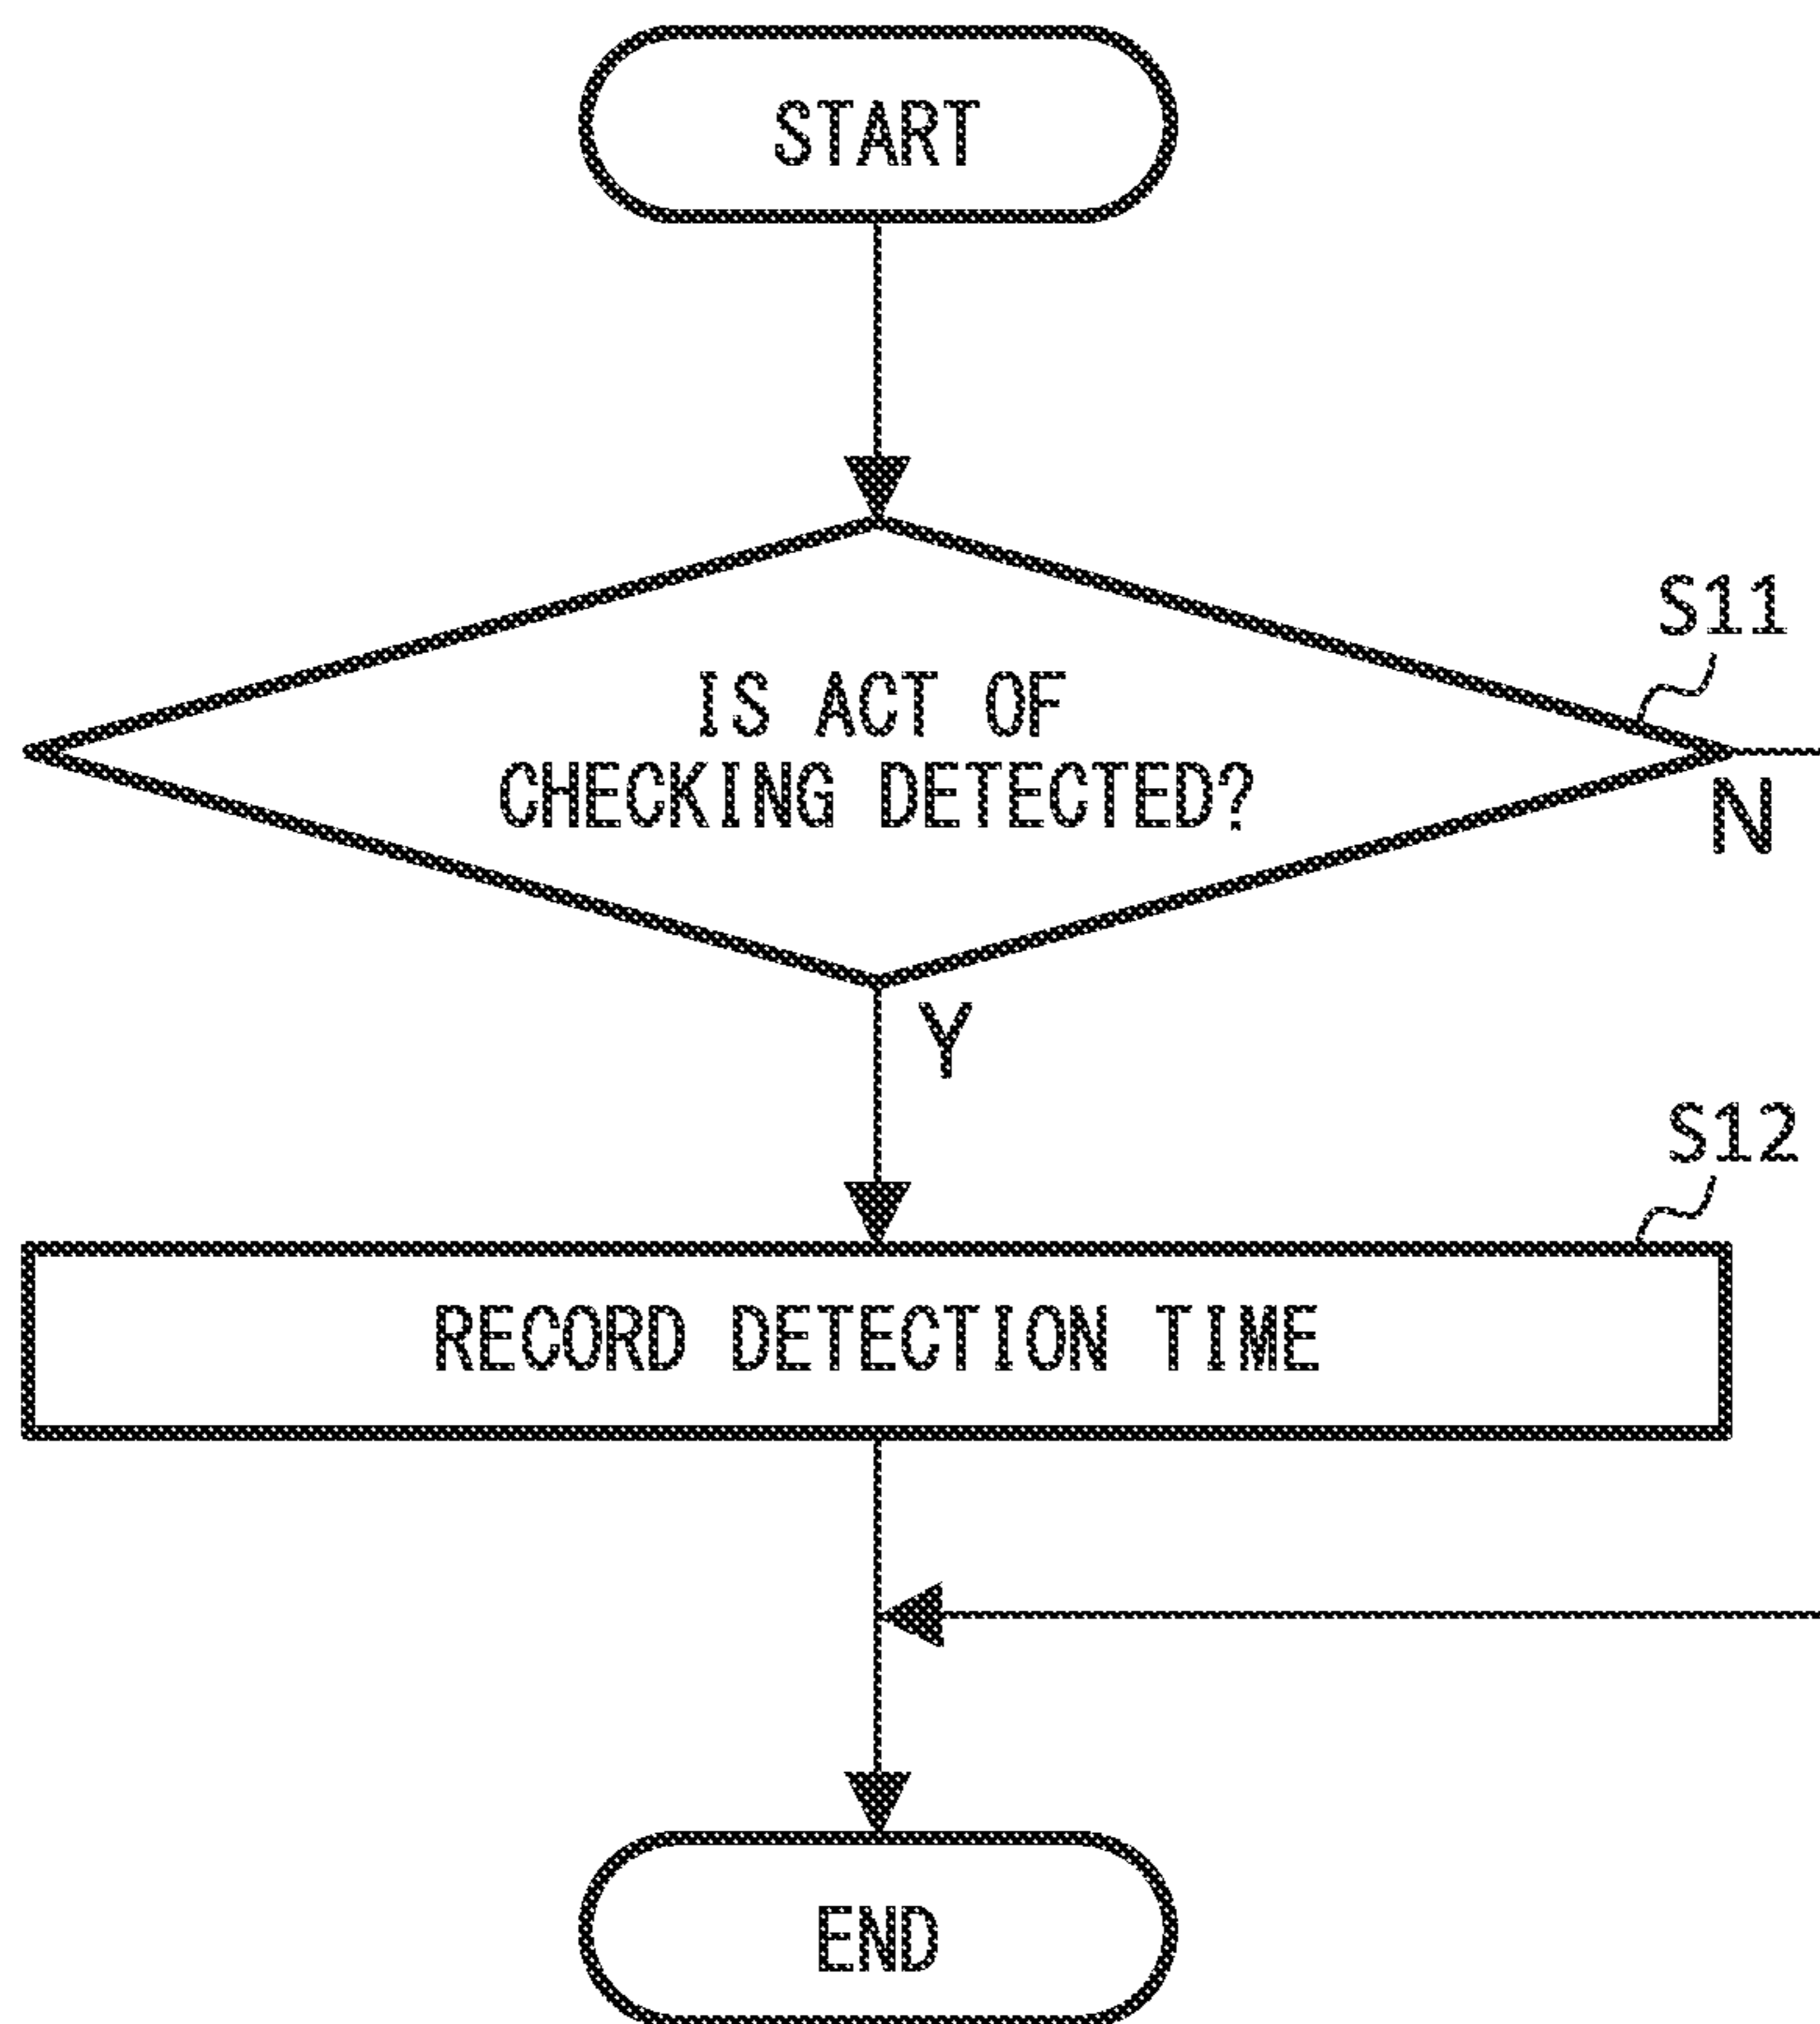 START
S11
IS ACT OF
CHECKING DETECTED?
N
Y
S12
RECORD DETECTION TIME
END